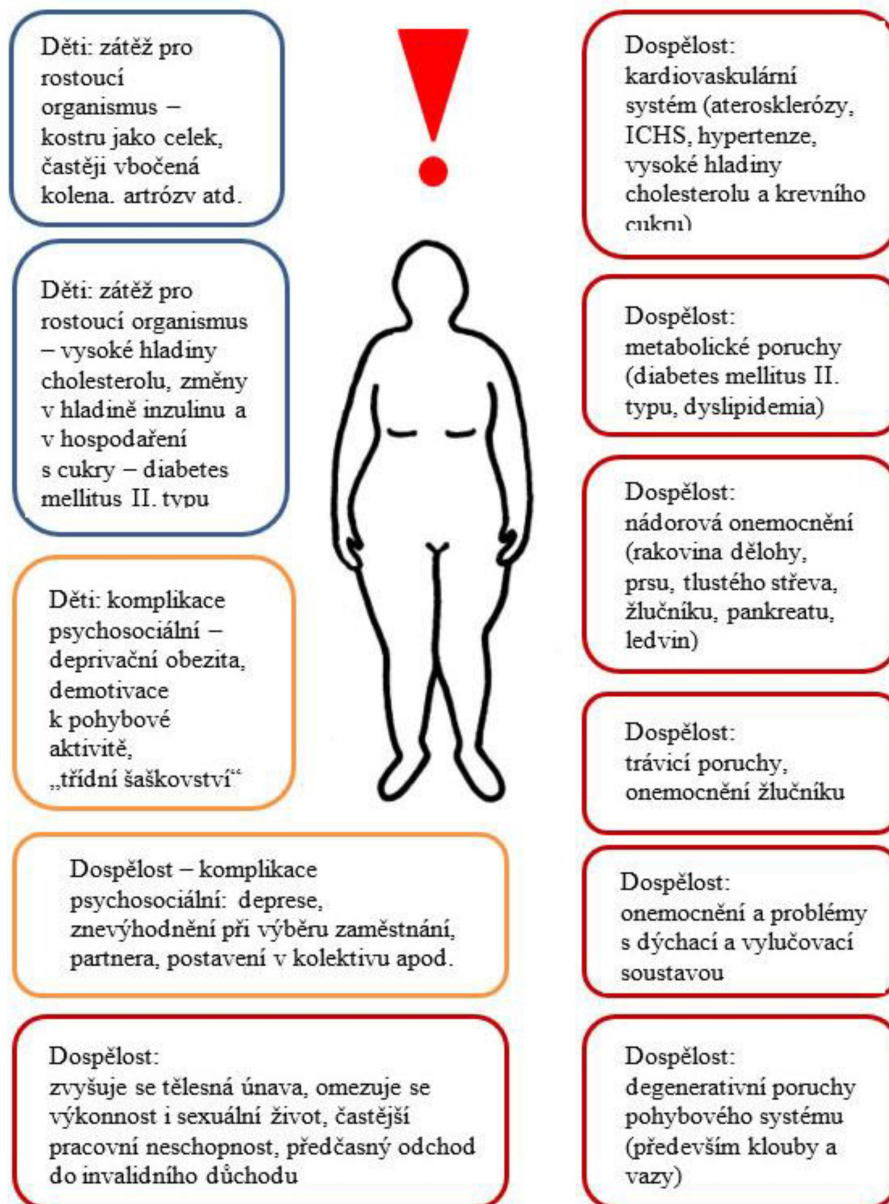 Děti: zátěž pro
rostoucí
organismus –
kostru jako celek,
častěji vbočená
kolena. artrózy atd.
Děti: zátěž pro
rostoucí organismus
– vysoké hladiny
cholesterolu, změny
v hladině inzulinu a
v hospodaření
s cukry – diabetes
mellitus II. typu
Děti: komplikace
psychosociální –
deprivační obezita,
demotivace
k pohybové
aktivitě,
„třídní šaškovství“
Dospělost – komplikace
psychosociální: deprese,
znevýhodnění při výběru zaměstnání,
partnera, postavení v kolektivu apod.
Dospělost:
zvyšuje se tělesná únava, omezuje se
výkonnost i sexuální život, častější
pracovní neschopnost, předčasný odchod
do invalidního důchodu
Dospělost:
kardiovaskulární
systém (aterosklerózy,
ICHS, hypertenze,
vysoké hladiny
cholesterolu a krevního
cukru)
Dospělost:
metabolické poruchy
(diabetes mellitus II.
typu, dyslipidemia)
Dospělost:
nádorová onemocnění
(rakovina dělohy,
prsu, tlustého střeva,
žlučníku, pankreatu,
ledvin)
Dospělost:
trávicí poruchy,
onemocnění žlučníku
Dospělost:
onemocnění a problémy
s dýchací a vylučovací
soustavou
Dospělost:
degenerativní poruchy
pohybového systému
(především klouby a
vazy)